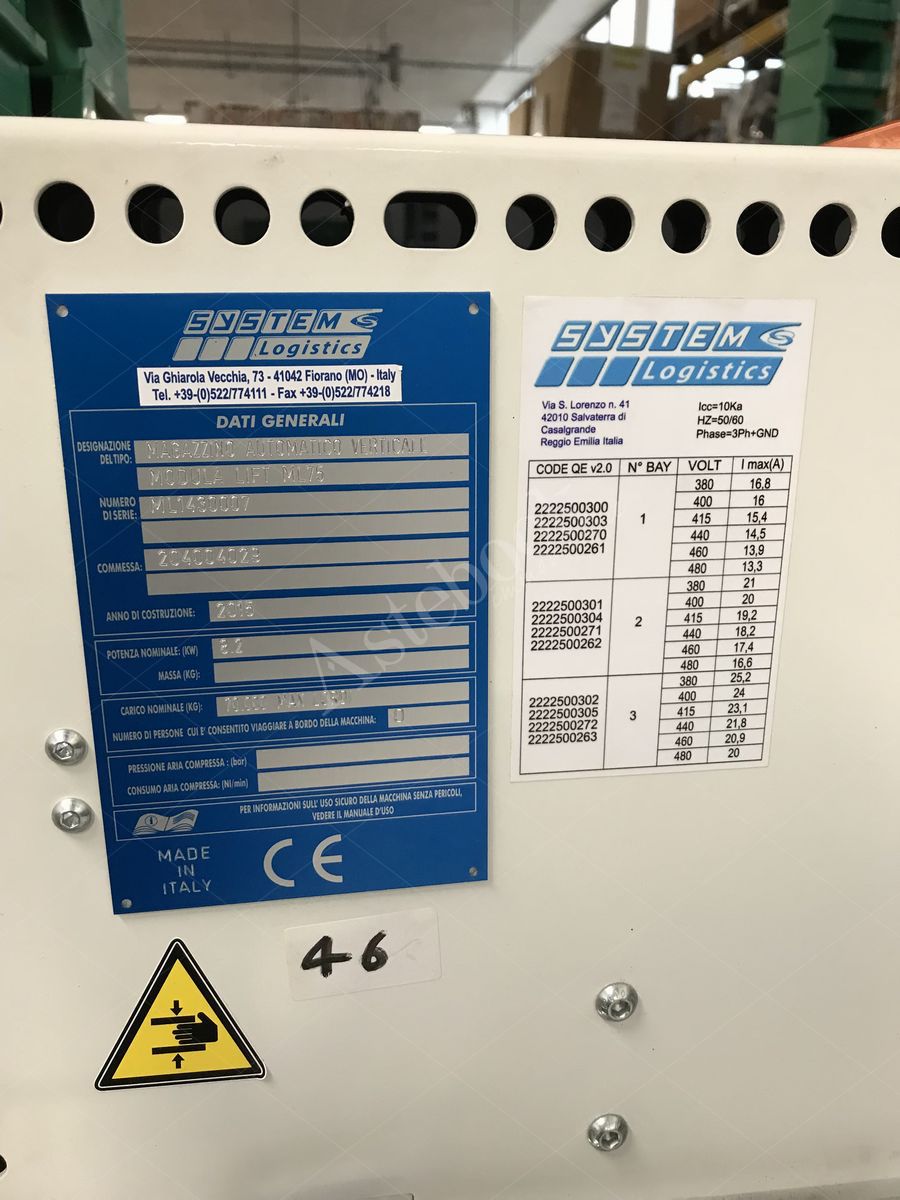 SYSTEM
Logistics
Via Ghiarola Vecchia, 73 - 41042 Fiorano (MO) - Italy
Tel. +39-(0)522/774111 - Fax +39-(0)522/774218
DATI GENERALI
DESIGNAZIONE DEL TIPO: MAGAZZINO AUTOMATICO VERTICALE
MODULA LIFT ML75
NUMERO DI SERIE: ML1430007
COMMESSA: 204004029
ANNO DI COSTRUZIONE: 2015
POTENZA NOMINALE: (KW)
MASSA (KG):
CARICO NOMINALE (KG): 70.000 MAX LORDI
NUMERO DI PERSONE CUI E' CONSENTITO VIAGGIARE A BORDO DELLA MACCHINA: 0
PRESSIONE ARIA COMPRESSA : (bar)
CONSUMO ARIA COMPRESSA: (Nl/min)
PER INFORMAZIONI SULL' USO SICURO DELLA MACCHINA SENZA PERICOLI,
VEDERE IL MANUALE D'USO
MADE
IN
ITALY
CE
SYSTEM
Logistics
Via S. Lorenzo n. 41
42010 Salvaterra di
Casalgrande
Reggio Emilia Italia
Icc=10Ka
HZ=50/60
Phase=3Ph+GND
CODE QE v2.0 N° BAY VOLT I max(A)
2222500300
2222500303
2222500270
2222500261
1
380 16,8
400 16
415 15,4
440 14,5
460 13,9
480 13,3
2222500301
2222500304
2222500271
2222500262
2
380 21
400 20
415 19,2
440 18,2
460 17,4
480 16,6
2222500302
2222500305
2222500272
2222500263
3
380 25,2
400 24
415 23,1
440 21,8
460 20,9
480 20
46